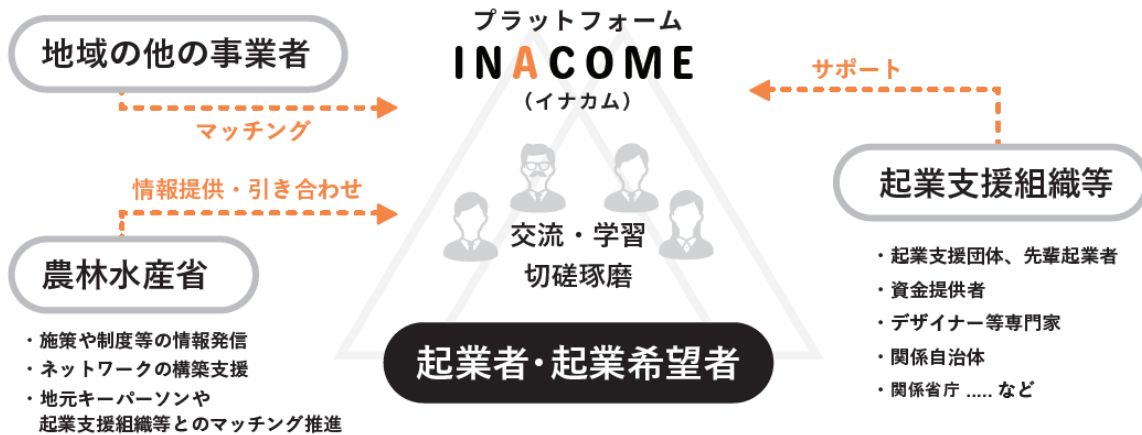 プラットフォーム
INACOME
（イナカム）
地域の他の事業者
マッチング
情報提供・引き合わせ
農林水産省
・施策や制度等の情報発信
・ネットワークの構築支援
・地元キーパーソンや
起業支援組織等とのマッチング推進
交流・学習
切磋琢磨
起業者・起業希望者
サポート
起業支援組織等
・起業支援団体、先輩起業者
・資金提供者
・デザイナー等専門家
・関係自治体
・関係省庁 ..... など